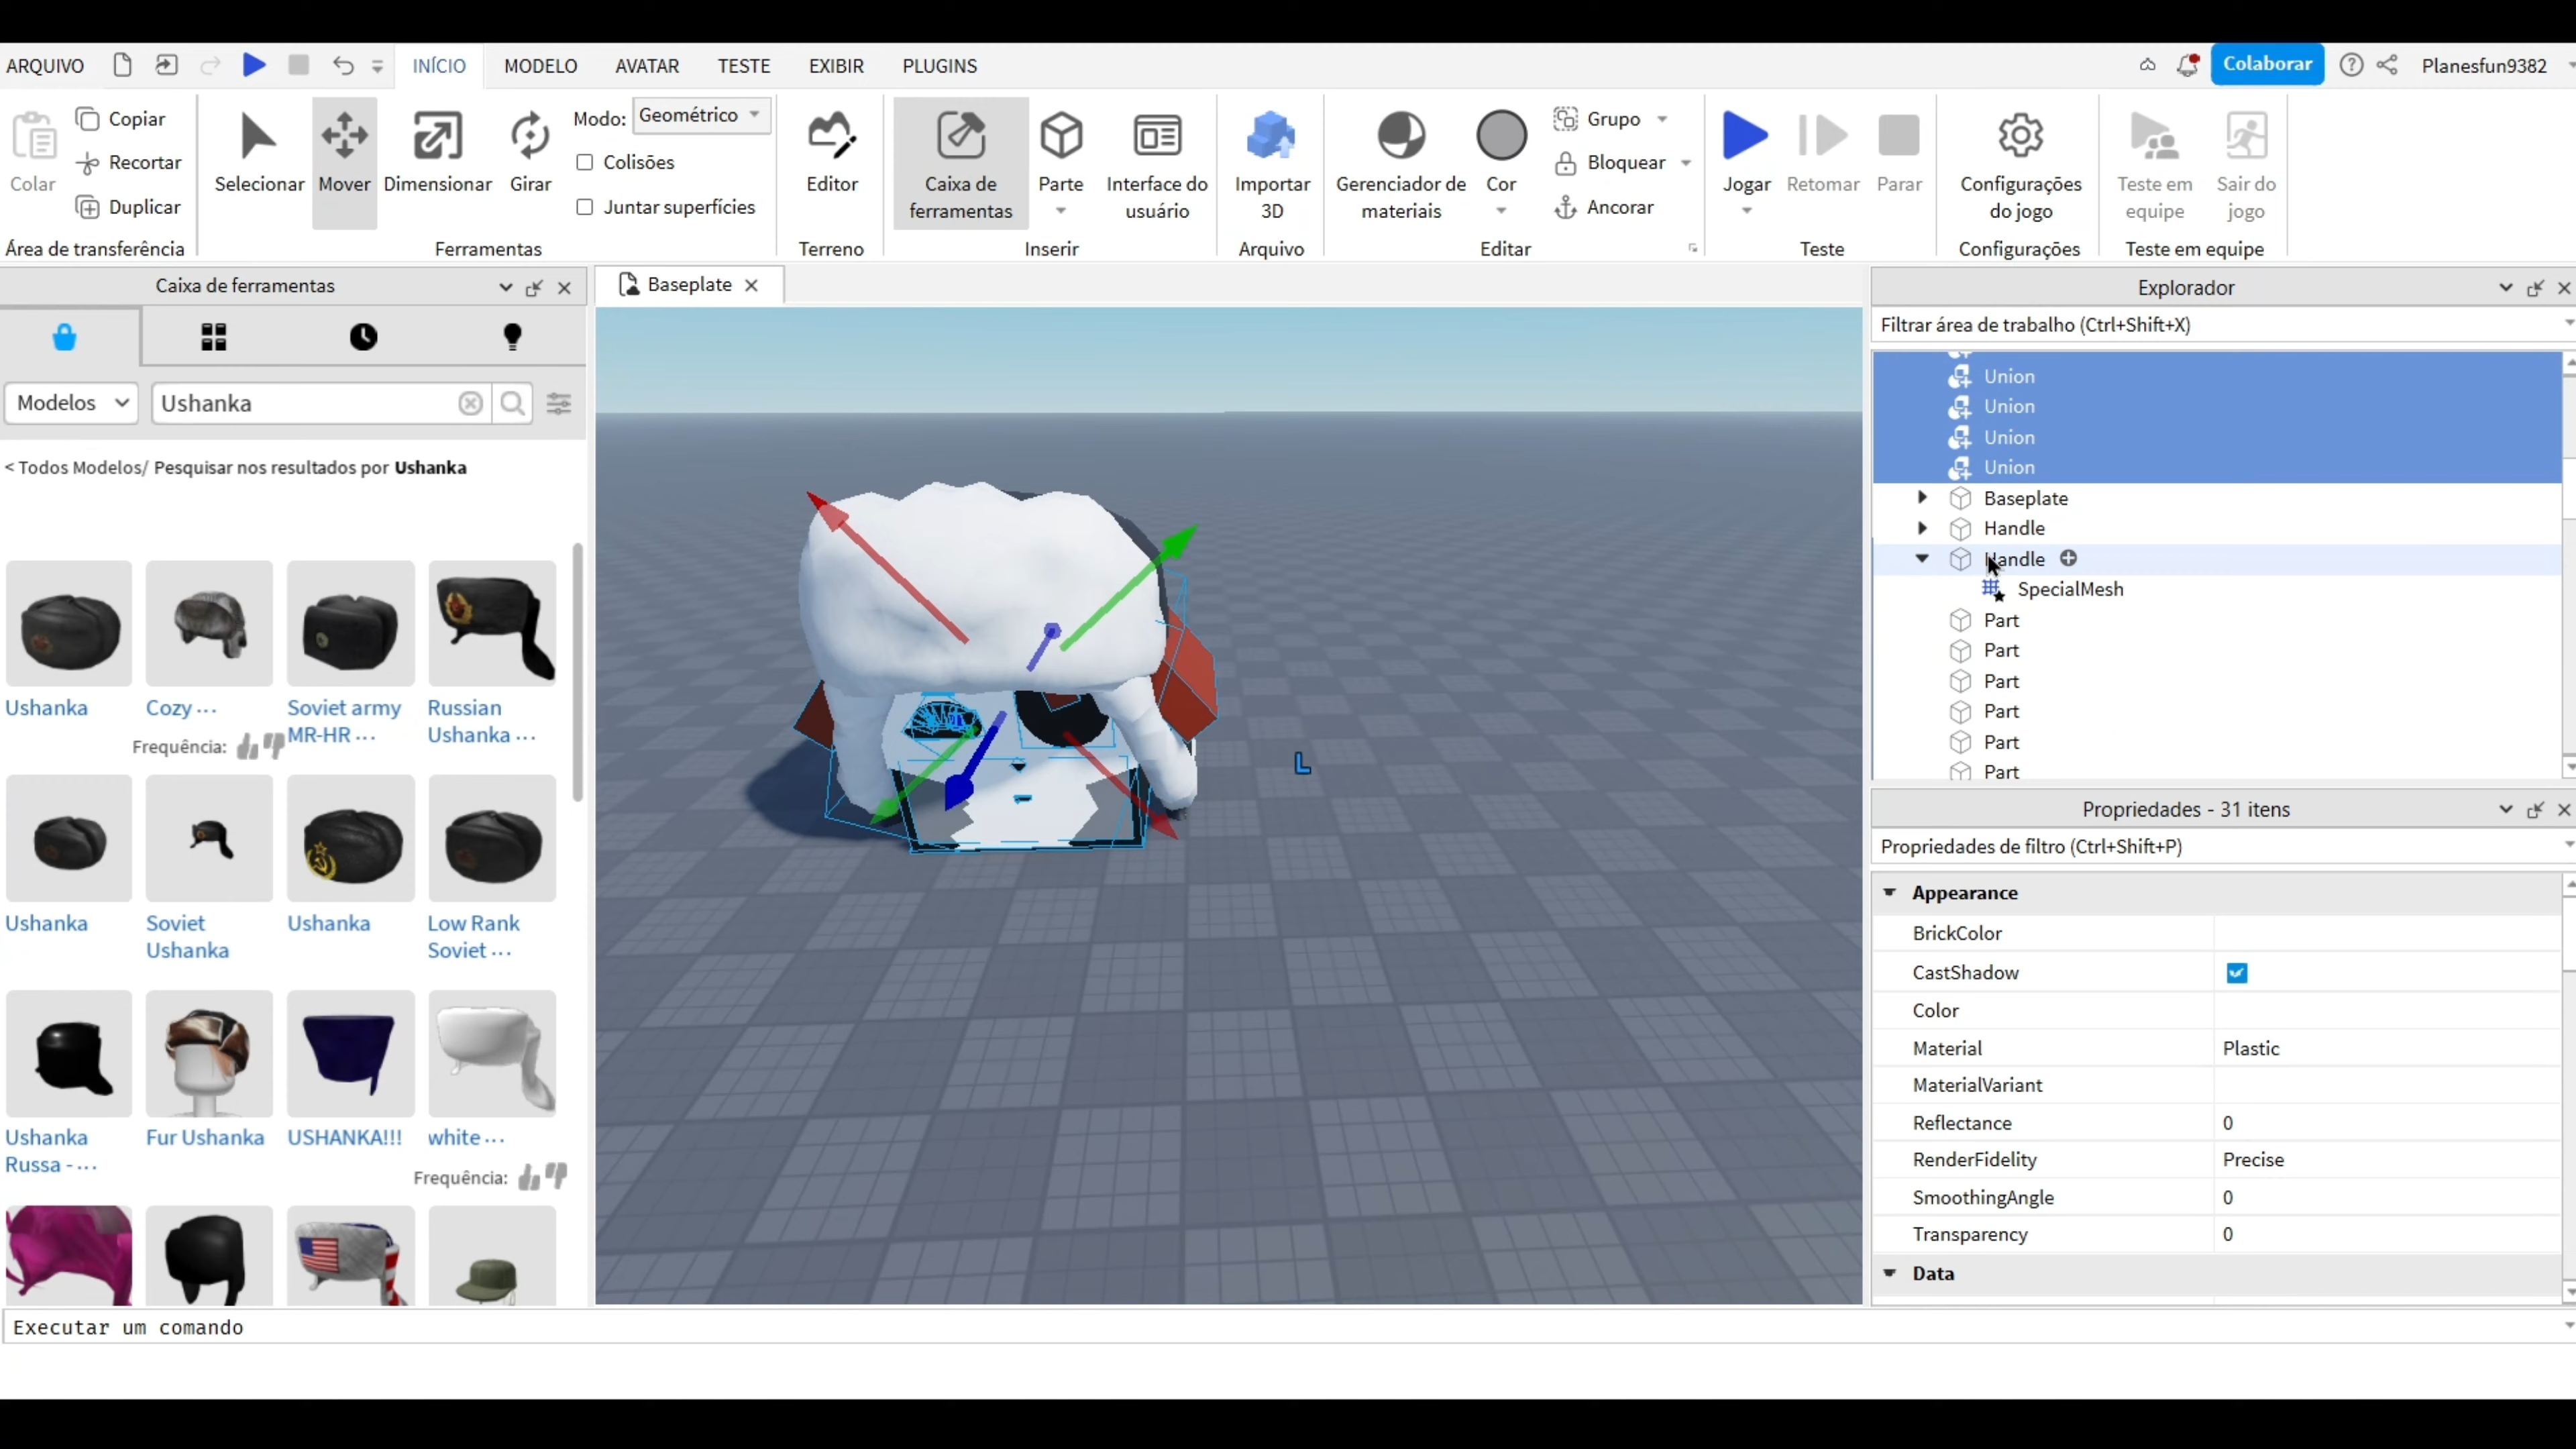 ARQUIVO INÍCIO MODELO AVATAR TESTE EXIBIR PLUGINS Colaborar Planesfun9382
Colar Copiar Recortar Duplicar
Área de transferência
Selecionar Mover Dimensionar Girar
Modo: Geométrico
Colisões
Juntar superfícies
Ferramentas
Editor
Terreno
Caixa de ferramentas
Parte
Interface do usuário
Inserir
Importar 3D
Arquivo
Gerenciador de materiais
Cor
Grupo
Bloquear
Ancorar
Editar
Jogar Retomar Parar
Teste
Configurações do jogo
Configurações
Teste em equipe
Sair do jogo
Teste em equipe
Caixa de ferramentas
Modelos Ushanka
< Todos Modelos/ Pesquisar nos resultados por Ushanka
Ushanka
Cozy ...
Soviet army MR-HR ...
Russian Ushanka ...
Frequência:
Ushanka
Soviet Ushanka
Ushanka
Low Rank Soviet ...
Ushanka Russa - ...
Fur Ushanka
USHANKA!!!
white ...
Frequência:
Baseplate
L
Explorador
Filtrar área de trabalho (Ctrl+Shift+X)
Union
Union
Union
Union
Baseplate
Handle
Handle
SpecialMesh
Part
Part
Part
Part
Part
Part
Propriedades - 31 itens
Propriedades de filtro (Ctrl+Shift+P)
Appearance
BrickColor
CastShadow
Color
Material Plastic
MaterialVariant
Reflectance 0
RenderFidelity Precise
SmoothingAngle 0
Transparency 0
Data
Executar um comando